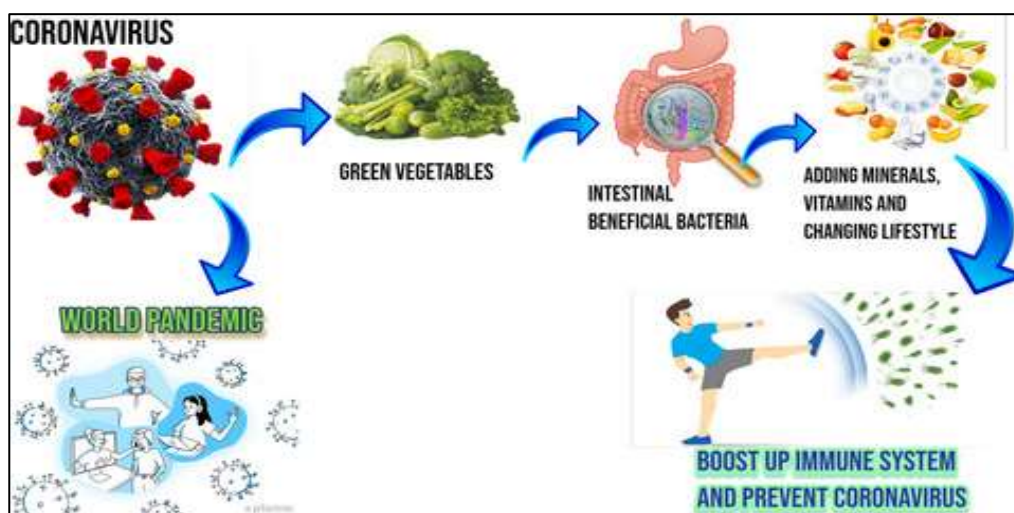 CORONAVIRUS
GREEN VEGETABLES
INTESTINAL
BENEFICIAL BACTERIA
ADDING MINERALS,
VITAMINS AND
CHANGING LIFESTYLE
WORLD PANDEMIC
BOOST UP IMMUNE SYSTEM
AND PREVENT CORONAVIRUS